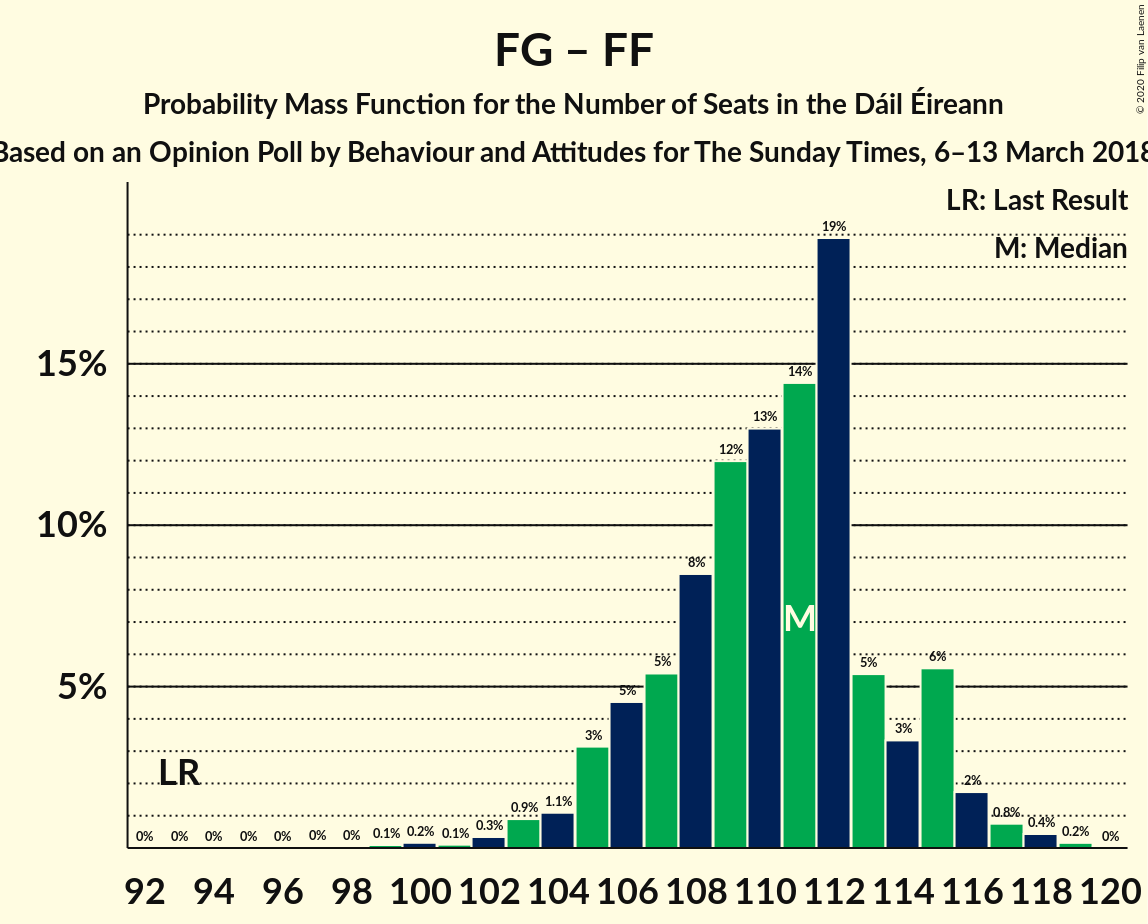 FG – FF
Probability Mass Function for the Number of Seats in the Dáil Éireann
Based on an Opinion Poll by Behaviour and Attitudes for The Sunday Times, 6–13 March 2018
© 2020 Filip van Laenen
LR: Last Result
M: Median
19%
15%
14%
13%
12%
10%
8%
M
5%
5%
5%
5%
6%
3%
3%
LR
2%
0% 0% 0% 0% 0% 0% 0% 0.1% 0.2% 0.1% 0.3% 0.9% 1.1% 0.8% 0.4% 0.2% 0%
92 94 96 98 100 102 104 106 108 110 112 114 116 118 120